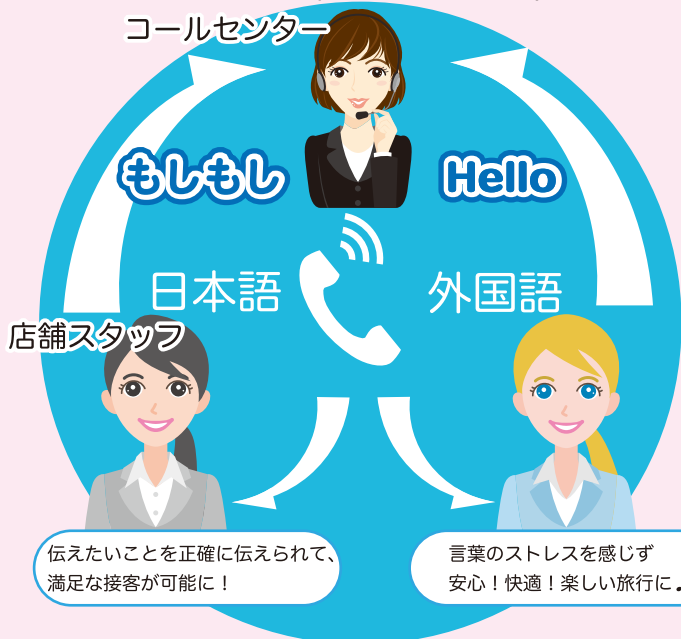 コールセンター
もしもし
Hello
日本語
外国語
店舗スタッフ
伝えたいことを正確に伝えられて、
満足な接客が可能に！
言葉のストレスを感じず
安心！快適！楽しい旅行に♪